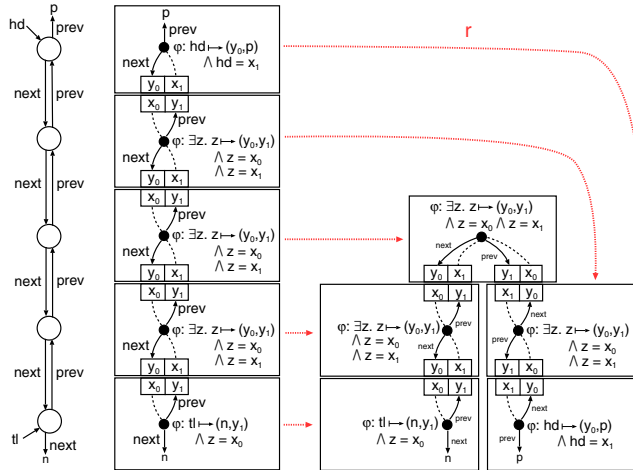 p
hd
prev
next
prev
next
prev
next
prev
next
prev
tl
next
n
p
prev
φ: hd ↦ (y₀,p)
∧ hd = x₁
next
y₀ x₁
x₀ y₁
prev
φ: ∃z. z ↦ (y₀,y₁)
∧ z = x₀
∧ z = x₁
next
y₀ x₁
x₀ y₁
prev
φ: ∃z. z ↦ (y₀,y₁)
∧ z = x₀
∧ z = x₁
next
y₀ x₁
x₀ y₁
prev
φ: ∃z. z ↦ (y₀,y₁)
∧ z = x₀
∧ z = x₁
next
y₀ x₁
x₀ y₁
prev
φ: tl ↦ (n,y₁)
∧ z = x₀
next
n
r
φ: ∃z. z ↦ (y₀,y₁)
∧ z = x₀ ∧ z = x₁
next
prev
y₀ x₁
x₀ y₁
φ: ∃z. z ↦ (y₀,y₁)
∧ z = x₀
∧ z = x₁
prev
next
y₀ x₁
x₀ y₁
φ: tl ↦ (n,y₁)
∧ z = x₀
prev
next
n
y₁ x₀
x₁ y₀
next
φ: ∃z. z ↦ (y₀,y₁)
∧ z = x₀
∧ z = x₁
prev
y₁ x₀
x₁ y₀
next
φ: hd ↦ (y₀,p)
∧ hd = x₁
prev
p